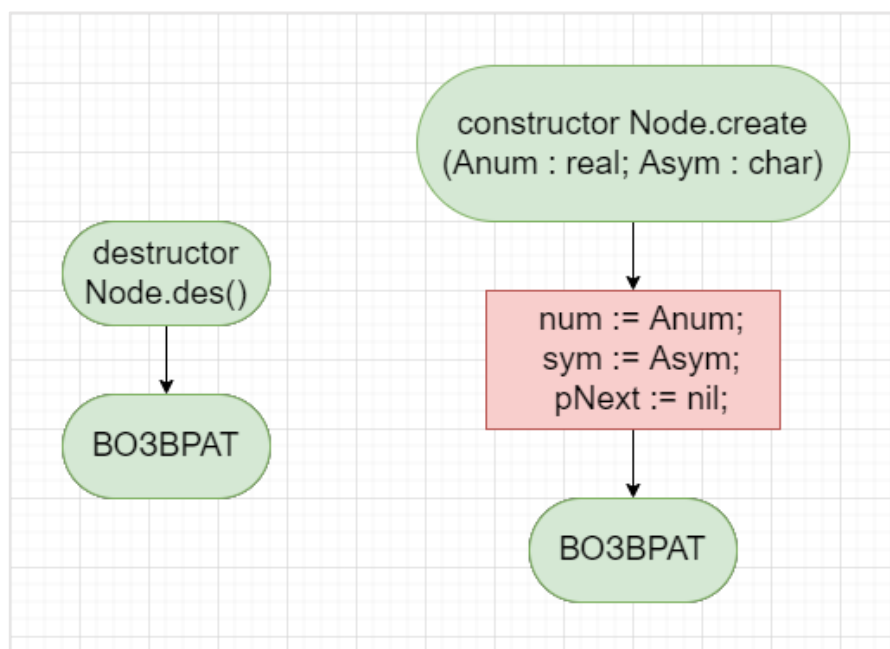 destructor
Node.des()
ВОЗВРАТ
constructor Node.create
(Anum : real; Asym : char)
num := Anum;
sym := Asym;
pNext := nil;
ВОЗВРАТ